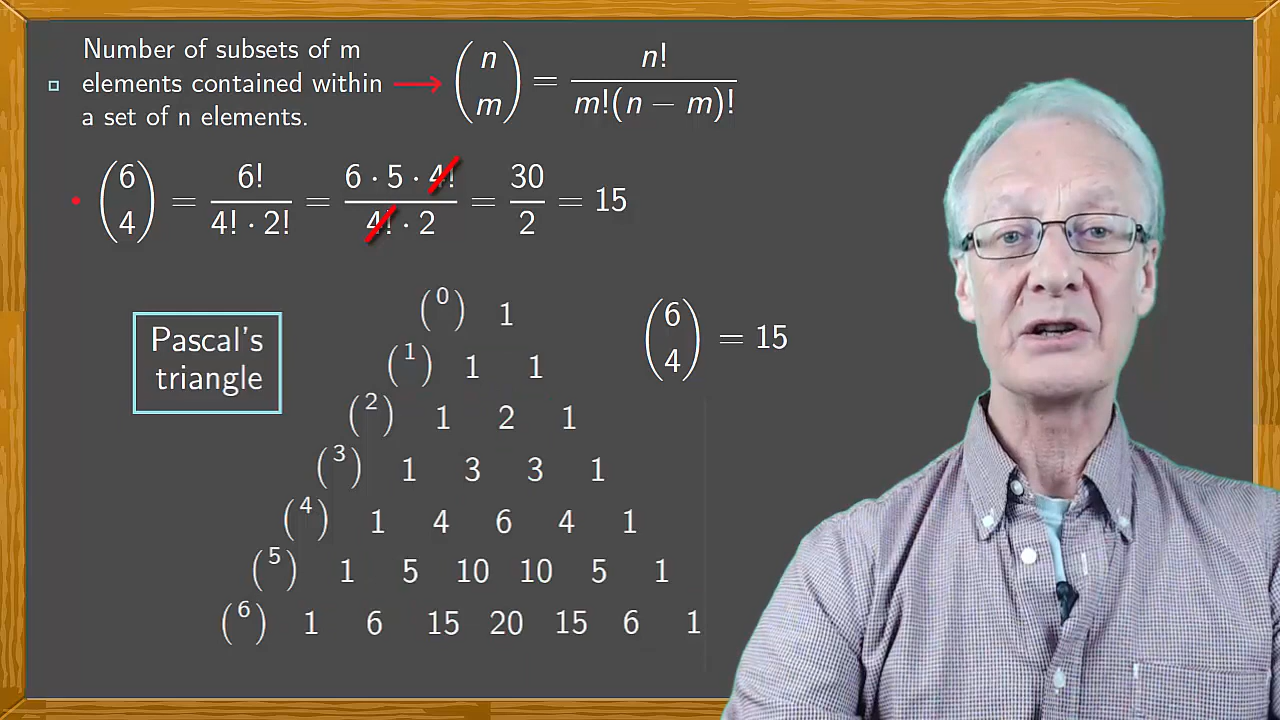 Number of subsets of m
elements contained within
a set of n elements.
→ (n m) = n! / m!(n − m)!
(6 4) = 6! / 4! · 2! = 6 · 5 · 4! / 4! · 2 = 30 / 2 = 15
Pascal's
triangle
(6 4) = 15
(0) 1
(1) 1 1
(2) 1 2 1
(3) 1 3 3 1
(4) 1 4 6 4 1
(5) 1 5 10 10 5 1
(6) 1 6 15 20 15 6 1